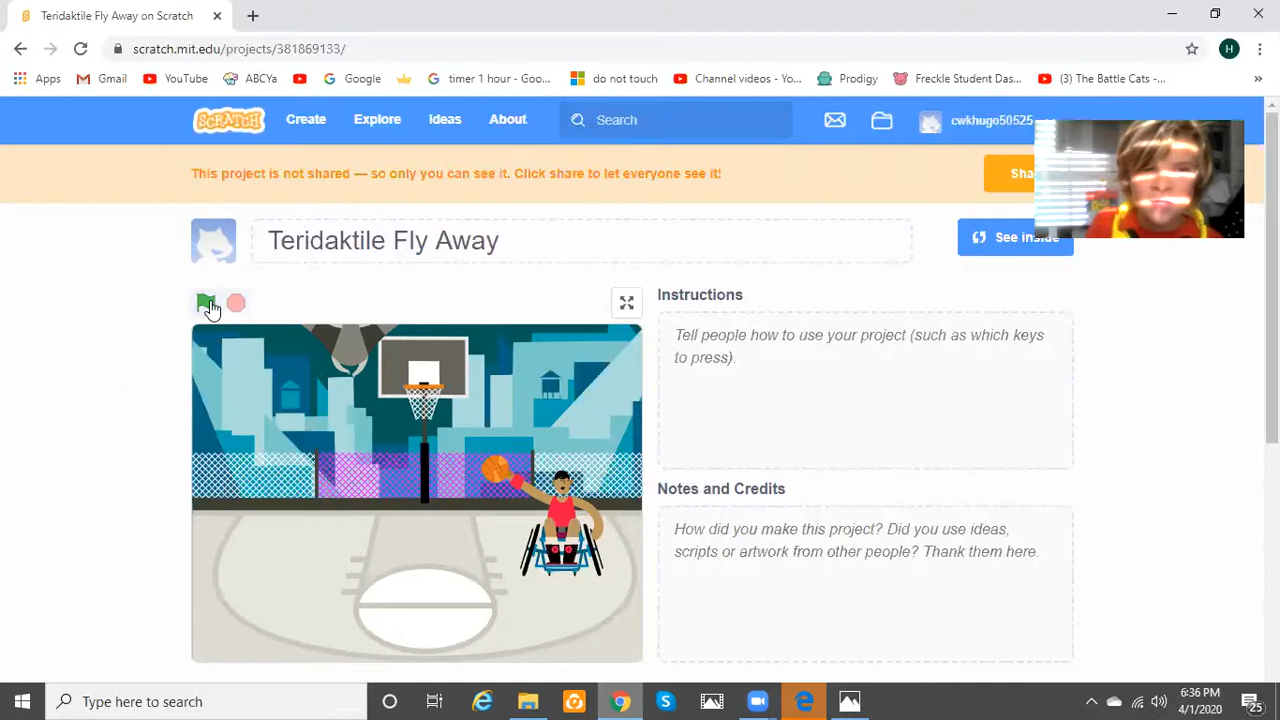 Teridaktile Fly Away on Scratch
scratch.mit.edu/projects/381869133/
H
Apps
Gmail
YouTube
ABCYa
Google
timer 1 hour - Goo...
do not touch
Channel videos - Yo...
Prodigy
Freckle Student Das...
(3) The Battle Cats -...
SCRATCH
Create
Explore
Ideas
About
Search
cwkhugo50525
This project is not shared — so only you can see it. Click share to let everyone see it!
Sha
Teridaktile Fly Away
See inside
Instructions
Tell people how to use your project (such as which keys
to press).
Notes and Credits
How did you make this project? Did you use ideas,
scripts or artwork from other people? Thank them here.
Type here to search
6:36 PM
4/1/2020
25